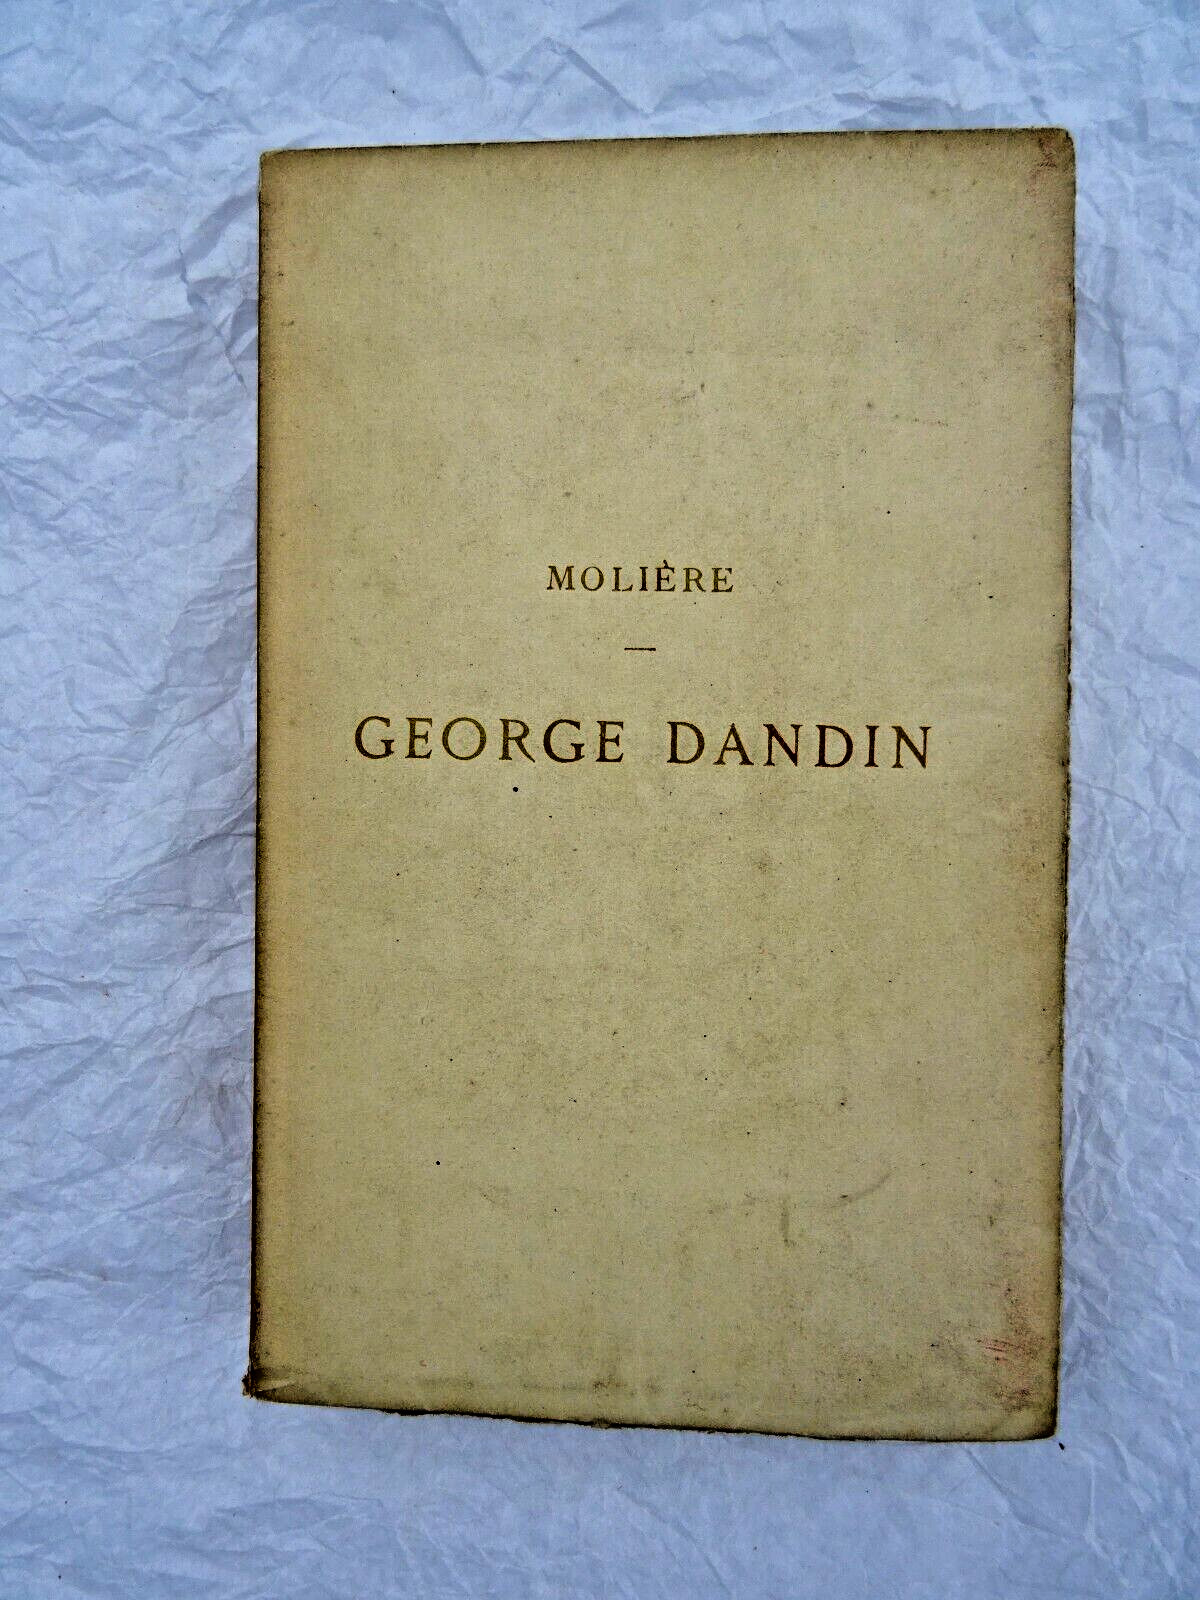 MOLIÈRE
—
GEORGE DANDIN